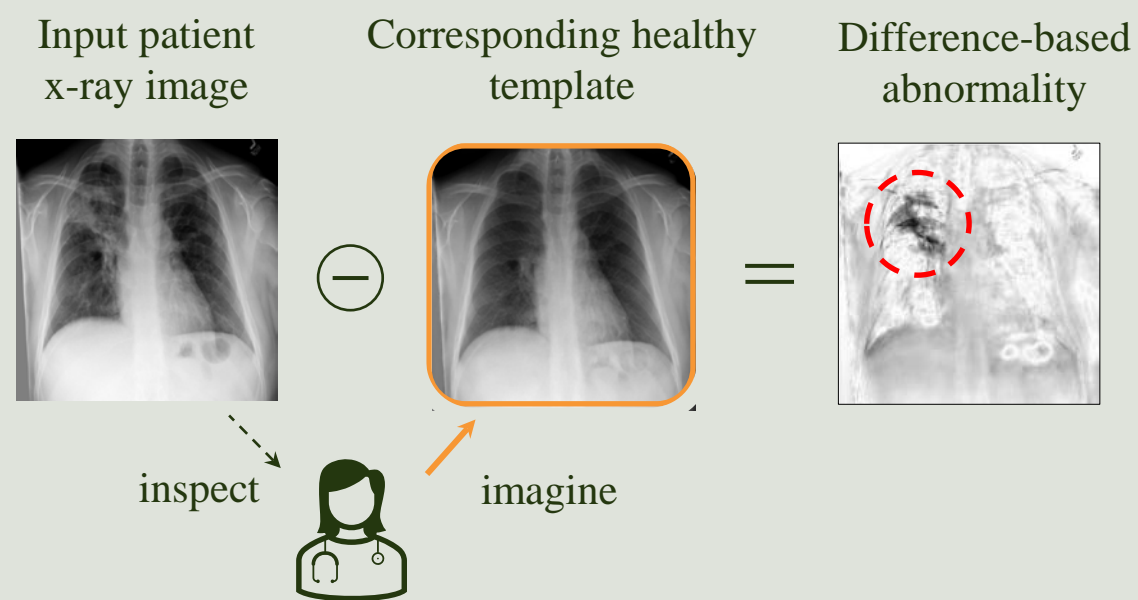 Input patient
x-ray image
Corresponding healthy
template
Difference-based
abnormality
inspect
imagine